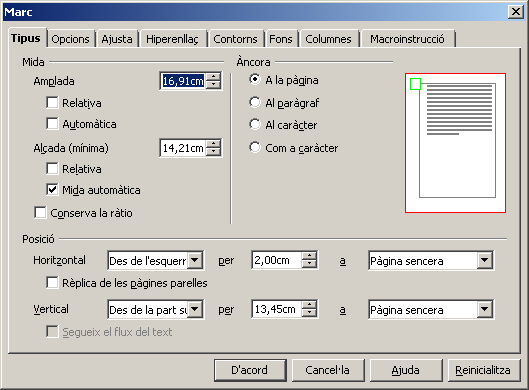 Marc
Tipus Opcions Ajusta Hiperenllaç Contorns Fons Columnes Macroinstrucció
Mida
Amplada 16,91cm
Relativa
Automàtica
Alçada (mínima) 14,21cm
Relativa
Mida automàtica
Conserva la ràtio
Àncora
A la pàgina
Al paràgraf
Al caràcter
Com a caràcter
Posició
Horitzontal Des de l'esquerr per 2,00cm a Pàgina sencera
Rèplica de les pàgines parelles
Vertical Des de la part su per 13,45cm a Pàgina sencera
Segueix el flux del text
D'acord Cancel·la Ajuda Reinicialitza